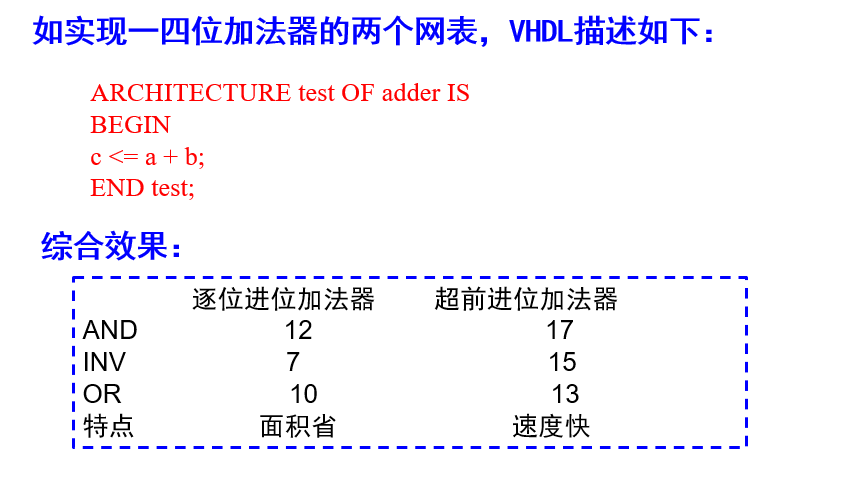 如实现一四位加法器的两个网表，VHDL描述如下：
ARCHITECTURE test OF adder IS
BEGIN
c <= a + b;
END test;
综合效果：
逐位进位加法器 超前进位加法器
AND 12 17
INV 7 15
OR 10 13
特点 面积省 速度快